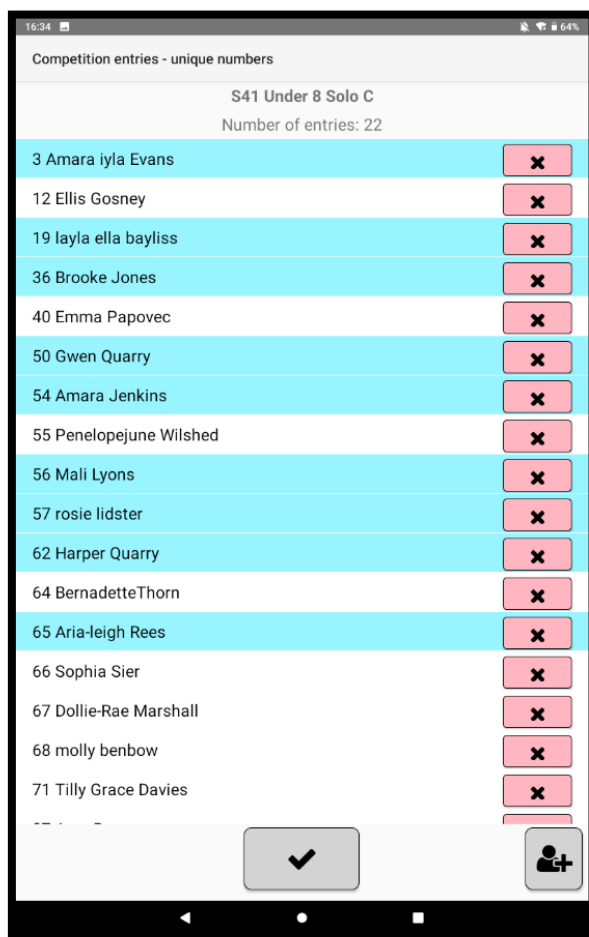 16:34
64%
Competition entries - unique numbers
S41 Under 8 Solo C
Number of entries: 22
3 Amara iyla Evans
12 Ellis Gosney
19 layla ella bayliss
36 Brooke Jones
40 Emma Papovec
50 Gwen Quarry
54 Amara Jenkins
55 Penelopejune Wilshed
56 Mali Lyons
57 rosie lidster
62 Harper Quarry
64 BernadetteThorn
65 Aria-leigh Rees
66 Sophia Sier
67 Dollie-Rae Marshall
68 molly benbow
71 Tilly Grace Davies